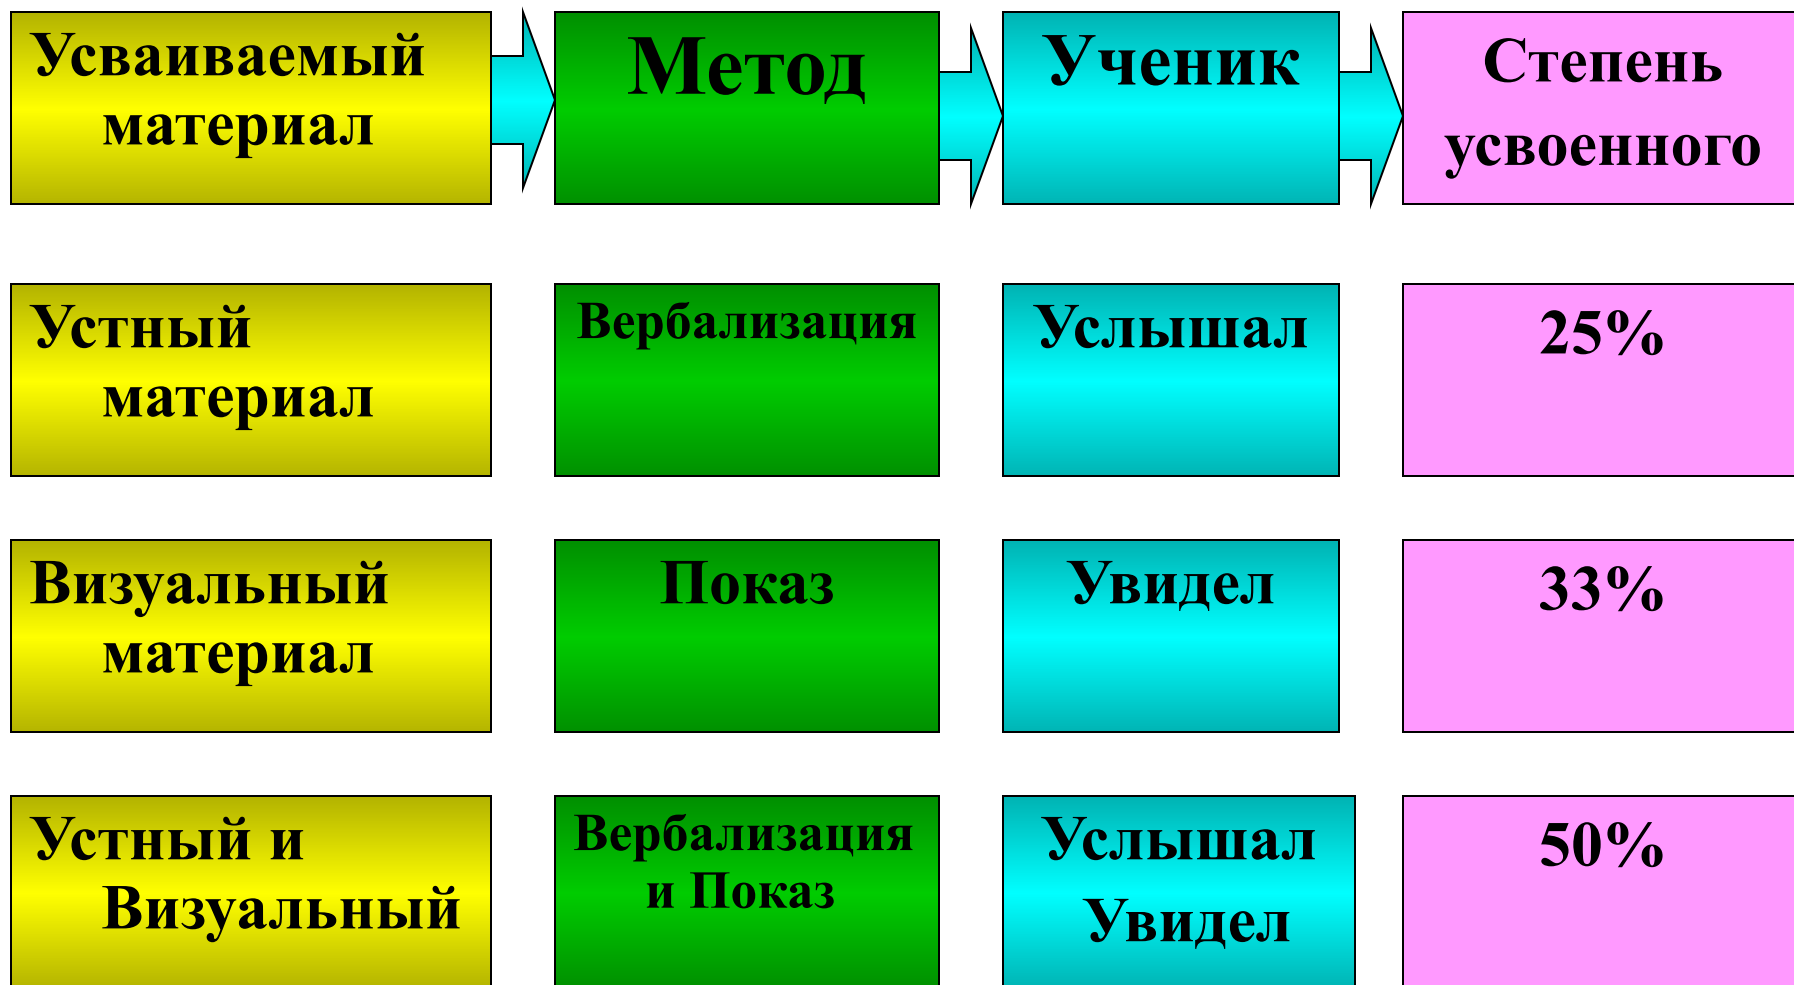 Усваиваемый
материал
Метод
Ученик
Степень
усвоенного
Устный
материал
Вербализация
Услышал
25%
Визуальный
материал
Показ
Увидел
33%
Устный и
Визуальный
Вербализация
и Показ
Услышал
Увидел
50%